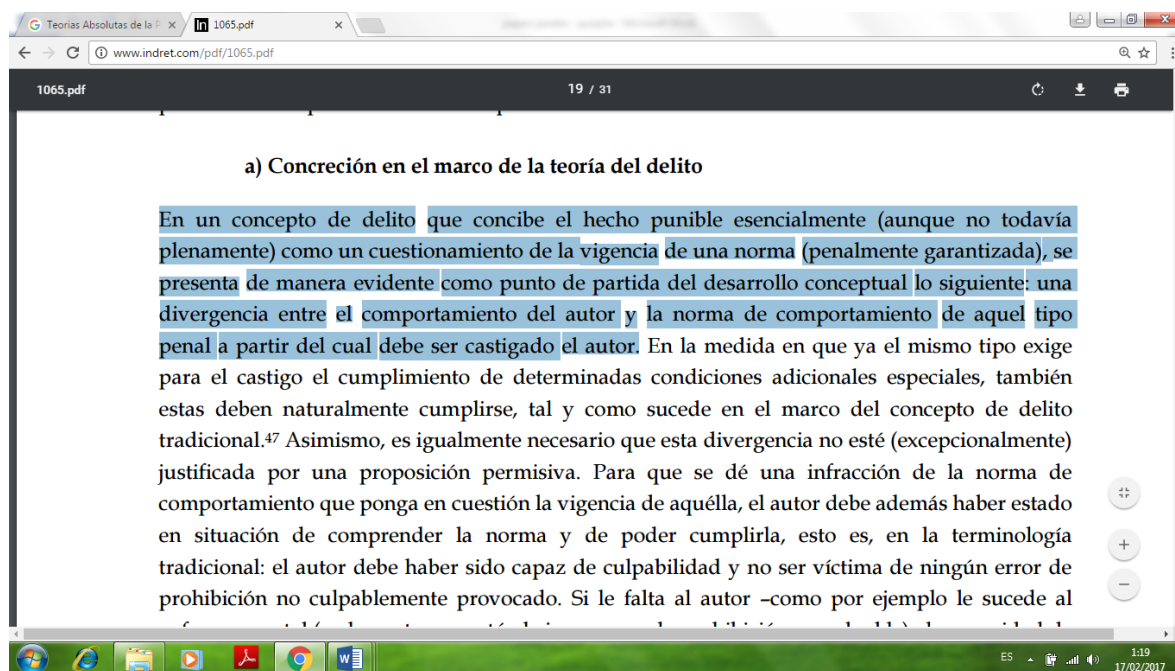 Teorías Absolutas de la P
1065.pdf
www.indret.com/pdf/1065.pdf
1065.pdf
19 / 31
a) Concreción en el marco de la teoría del delito
En un concepto de delito que concibe el hecho punible esencialmente (aunque no todavía
plenamente) como un cuestionamiento de la vigencia de una norma (penalmente garantizada), se
presenta de manera evidente como punto de partida del desarrollo conceptual lo siguiente: una
divergencia entre el comportamiento del autor y la norma de comportamiento de aquel tipo
penal a partir del cual debe ser castigado el autor. En la medida en que ya el mismo tipo exige
para el castigo el cumplimiento de determinadas condiciones adicionales especiales, también
estas deben naturalmente cumplirse, tal y como sucede en el marco del concepto de delito
tradicional.47 Asimismo, es igualmente necesario que esta divergencia no esté (excepcionalmente)
justificada por una proposición permisiva. Para que se dé una infracción de la norma de
comportamiento que ponga en cuestión la vigencia de aquélla, el autor debe además haber estado
en situación de comprender la norma y de poder cumplirla, esto es, en la terminología
tradicional: el autor debe haber sido capaz de culpabilidad y no ser víctima de ningún error de
prohibición no culpablemente provocado. Si le falta al autor –como por ejemplo le sucede al
ES
1:19
17/02/2017